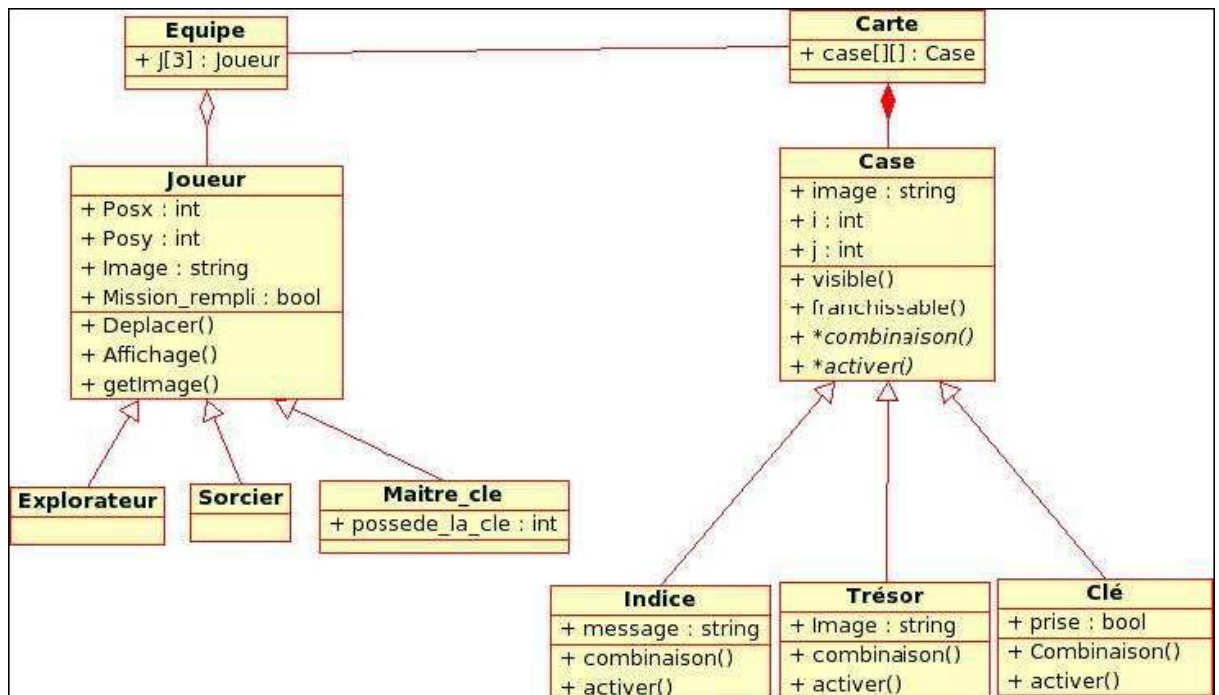 Equipe
+ J[3] : Joueur
Carte
+ case[][] : Case
Joueur
+ Posx : int
+ Posy : int
+ Image : string
+ Mission_rempli : bool
+ Deplacer()
+ Affichage()
+ getImage()
Case
+ image : string
+ i : int
+ j : int
+ visible()
+ franchissable()
+ *combinaison()
+ *activer()
Explorateur
Sorcier
Maitre_cle
+ possede_la_cle : int
Indice
+ message : string
+ combinaison()
+ activer()
Trésor
+ Image : string
+ combinaison()
+ activer()
Clé
+ prise : bool
+ Combinaison()
+ activer()